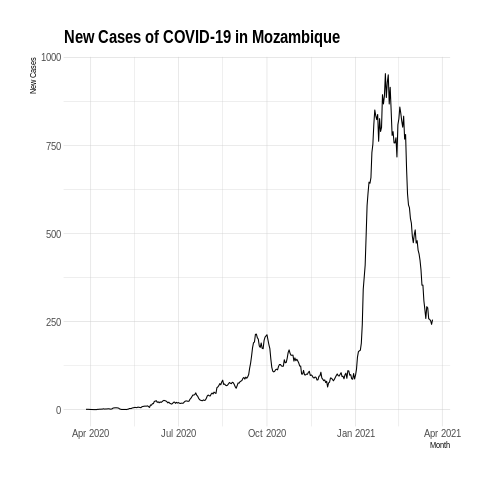 New Cases of COVID-19 in Mozambique
New Cases
1000
750
500
250
0
Apr 2020 Jul 2020 Oct 2020 Jan 2021 Apr 2021
Month